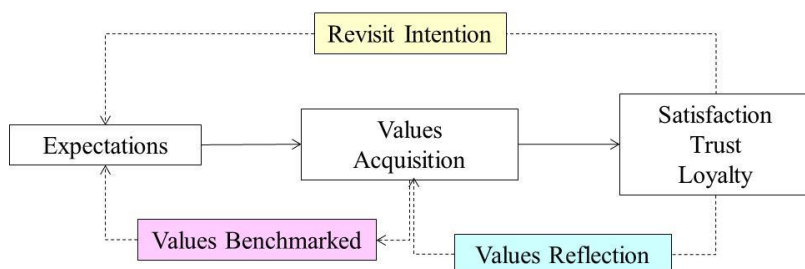 Revisit Intention
Expectations
Values
Acquisition
Satisfaction
Trust
Loyalty
Values Benchmarked
Values Reflection